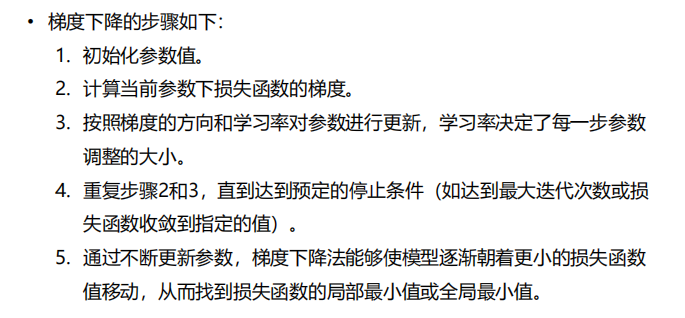 • 梯度下降的步骤如下：
1. 初始化参数值。
2. 计算当前参数下损失函数的梯度。
3. 按照梯度的方向和学习率对参数进行更新，学习率决定了每一步参数
调整的大小。
4. 重复步骤2和3，直到达到预定的停止条件（如达到最大迭代次数或损
失函数收敛到指定的值）。
5. 通过不断更新参数，梯度下降法能够使模型逐渐朝着更小的损失函数
值移动，从而找到损失函数的局部最小值或全局最小值。